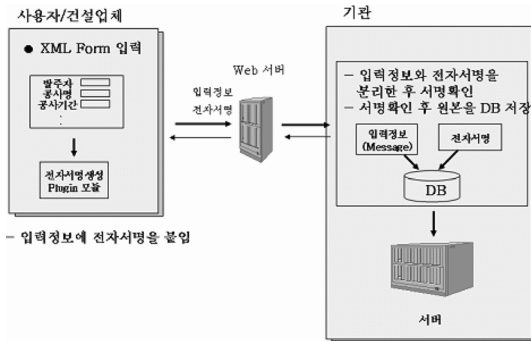 사용자/건설업체
● XML Form 입력
발주자
공사명
공사기간
:
전자서명생성
Plugin 모듈
– 입력정보에 전자서명을 붙임
Web 서버
입력정보
전자서명
기관
– 입력정보와 전자서명을
분리한 후 서명확인
– 서명확인 후 원본을 DB 저장
입력정보
(Message)
전자서명
DB
서버